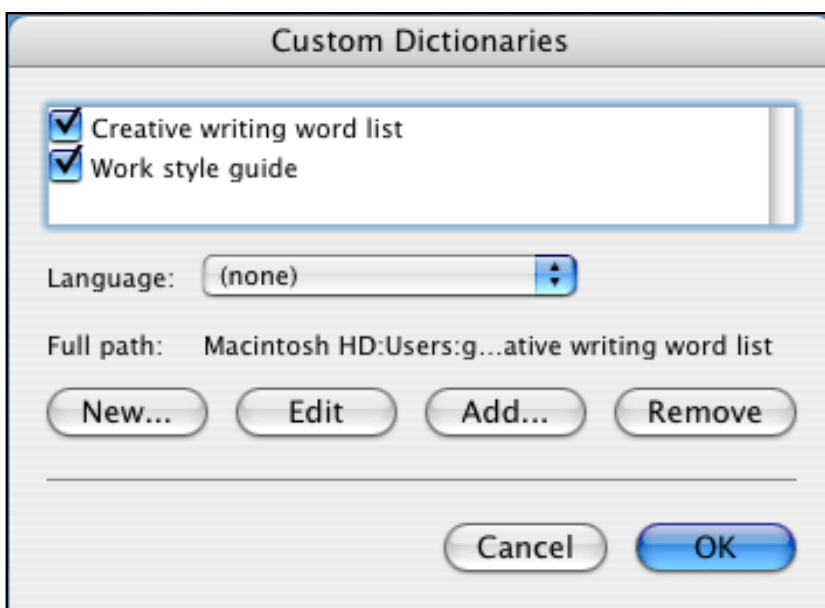 Custom Dictionaries
Creative writing word list
Work style guide
Language: (none)
Full path: Macintosh HD:Users:g...ative writing word list
New... Edit Add... Remove
Cancel OK